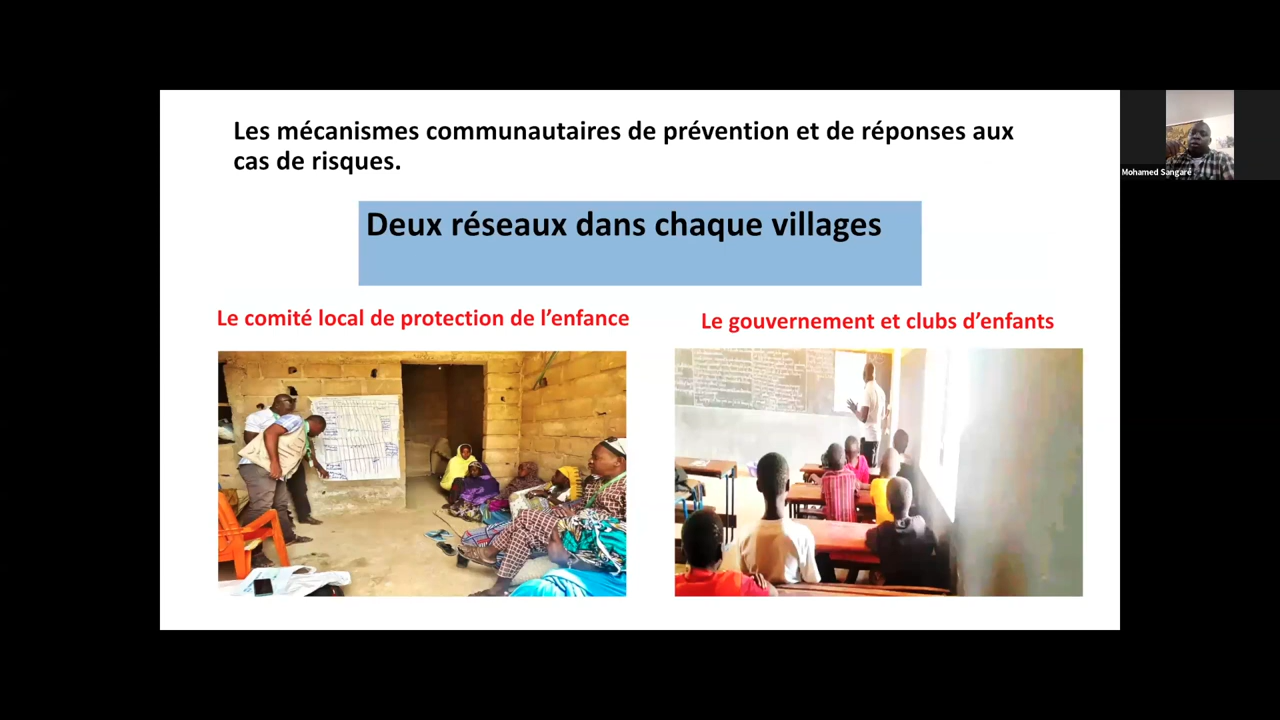 Les mécanismes communautaires de prévention et de réponses aux
cas de risques.
Mohamed Sangaré
Deux réseaux dans chaque villages
Le comité local de protection de l’enfance
Le gouvernement et clubs d’enfants